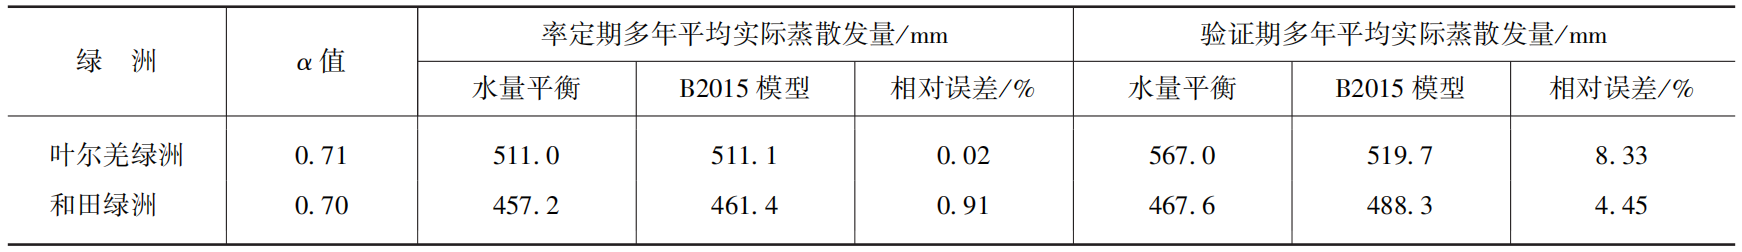 绿 洲 α 值 率定期多年平均实际蒸散发量/mm 验证期多年平均实际蒸散发量/mm
水量平衡 B2015 模型 相对误差/% 水量平衡 B2015 模型 相对误差/%
叶尔羌绿洲 0.71 511.0 511.1 0.02 567.0 519.7 8.33
和田绿洲 0.70 457.2 461.4 0.91 467.6 488.3 4.45